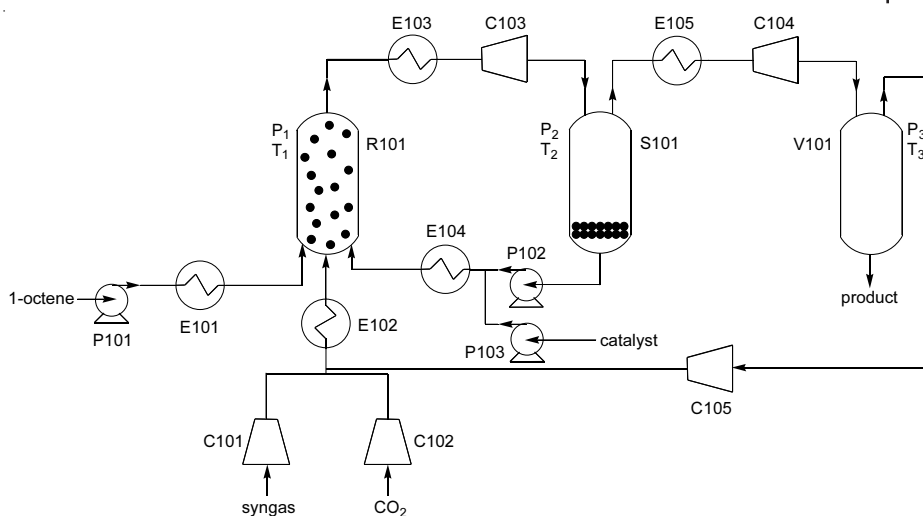 E103
C103
E105
C104
P1
T1
R101
P2
T2
S101
V101
P3
T3
E104
P102
1-octene
P101
E101
E102
P103
catalyst
product
C105
C101
C102
syngas
CO2